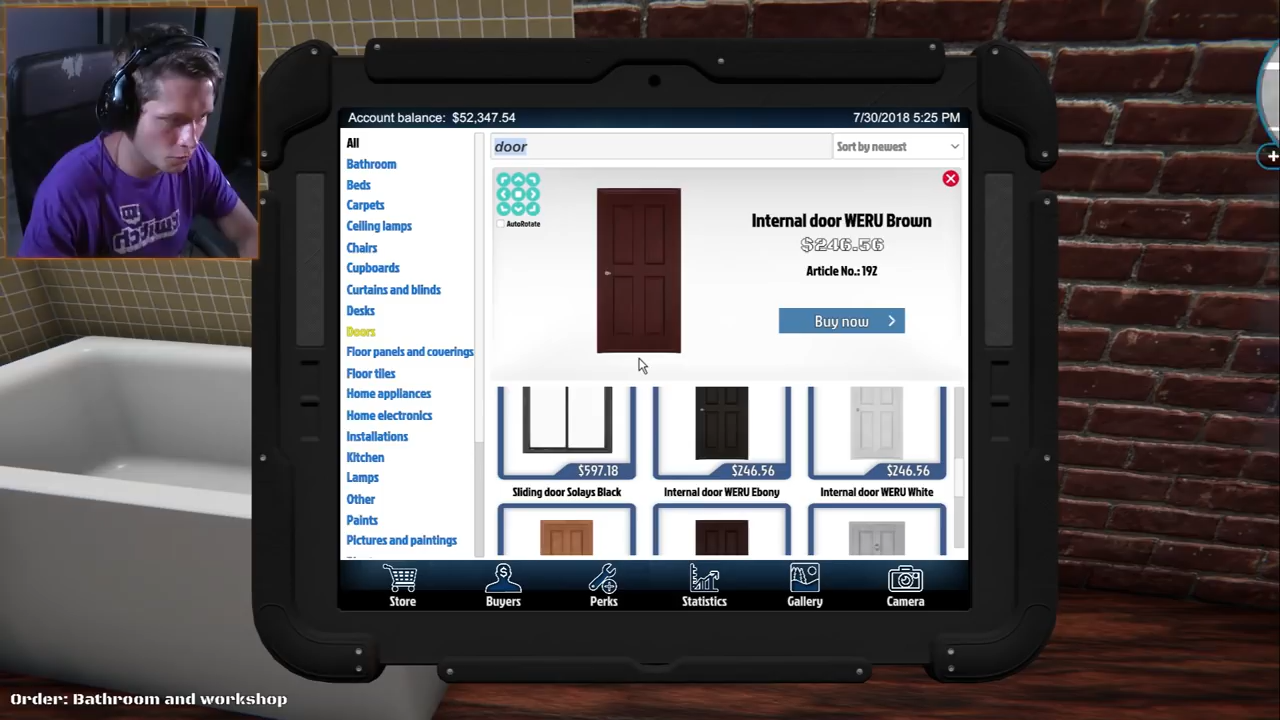 Account balance: $52,347.54
7/30/2018 5:25 PM
All
Bathroom
Beds
Carpets
Ceiling lamps
Chairs
Cupboards
Curtains and blinds
Desks
Doors
Floor panels and coverings
Floor tiles
Home appliances
Home electronics
Installations
Kitchen
Lamps
Other
Paints
Pictures and paintings
door
Sort by newest
AutoRotate
Internal door WERU Brown
$246.56
Article No.: 192
Buy now
$597.18
$246.56
$246.56
Sliding door Solays Black
Internal door WERU Ebony
Internal door WERU White
Store
Buyers
Perks
Statistics
Gallery
Camera
Order: Bathroom and workshop
twitch